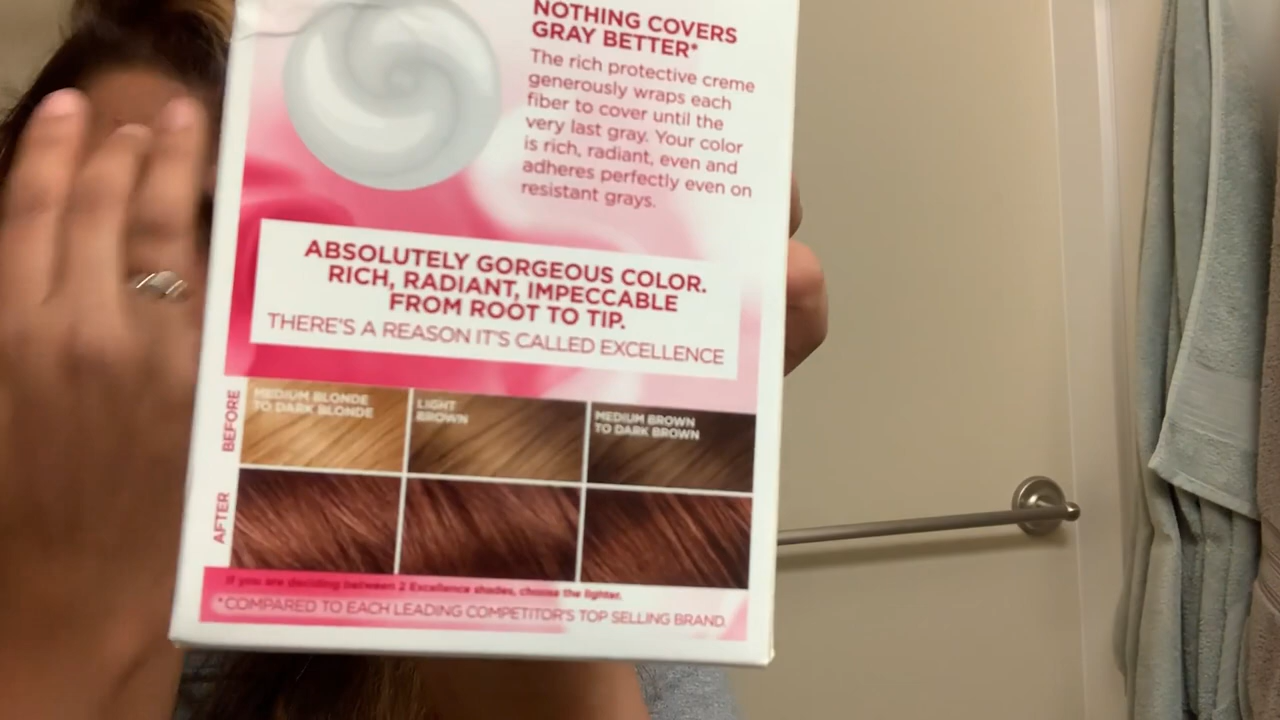 NOTHING COVERS
GRAY BETTER*
The rich protective creme
generously wraps each
fiber to cover until the
very last gray. Your color
is rich, radiant, even and
adheres perfectly even on
resistant grays.
ABSOLUTELY GORGEOUS COLOR.
RICH, RADIANT, IMPECCABLE
FROM ROOT TO TIP.
THERE'S A REASON IT'S CALLED EXCELLENCE
BEFORE
MEDIUM BLONDE
TO DARK BLONDE
LIGHT
BROWN
MEDIUM BROWN
TO DARK BROWN
AFTER
If you are deciding between 2 Excellence shades, choose the lighter.
*COMPARED TO EACH LEADING COMPETITOR'S TOP SELLING BRAND.